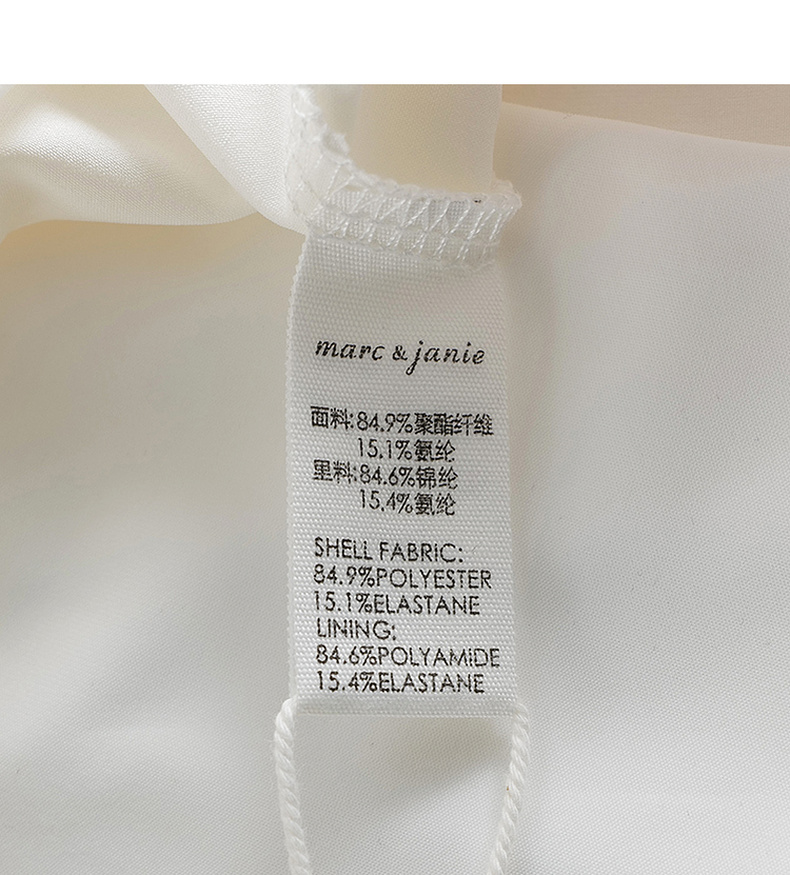 marc & janie
面料:84.9%聚酯纤维
15.1%氨纶
里料:84.6%锦纶
15.4%氨纶
SHELL FABRIC:
84.9%POLYESTER
15.1%ELASTANE
LINING:
84.6%POLYAMIDE
15.4%ELASTANE